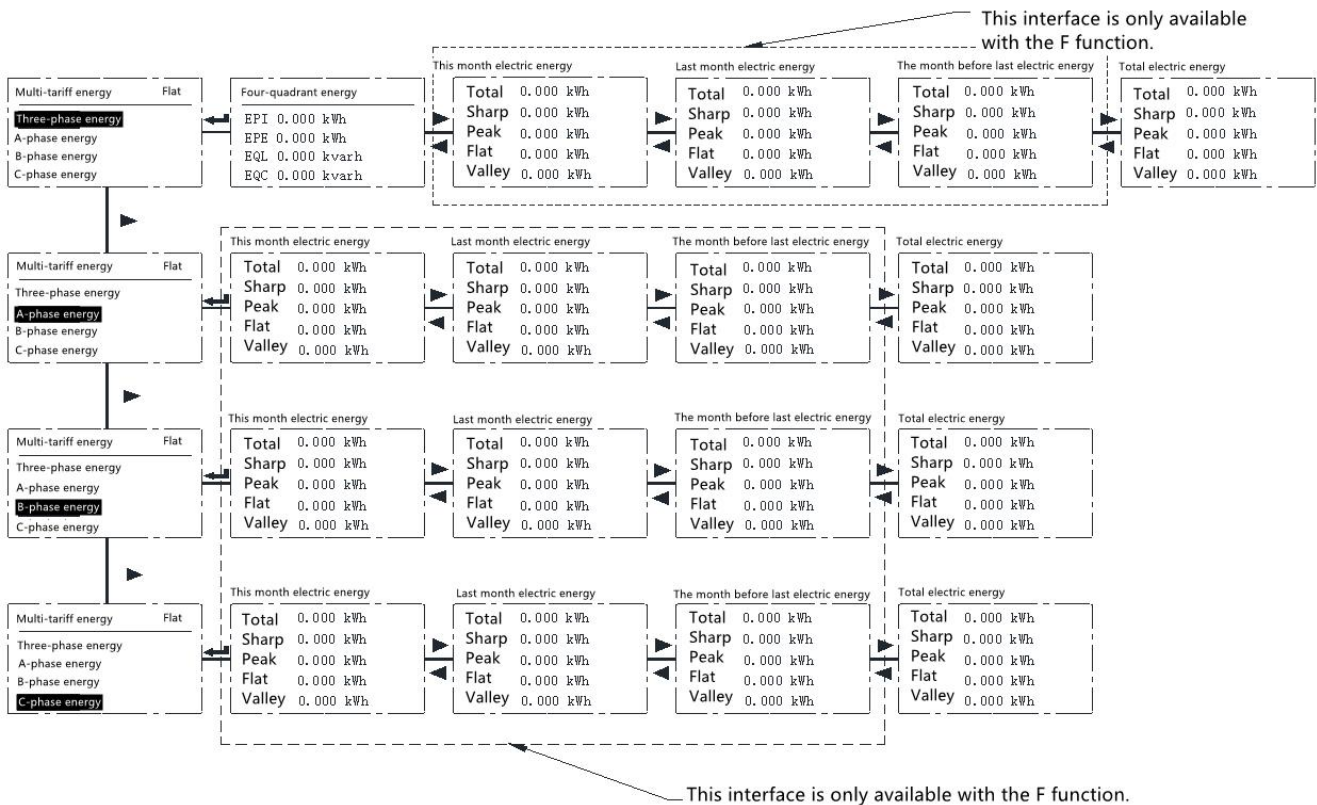 This interface is only available
with the F function.
This month electric energy
Last month electric energy
The month before last electric energy
Total electric energy
Multi-tariff energy Flat
Three-phase energy
A-phase energy
B-phase energy
C-phase energy
Four-quadrant energy
EPI 0.000 kWh
EPE 0.000 kWh
EQL 0.000 kvarh
EQC 0.000 kvarh
Total 0.000 kWh
Sharp 0.000 kWh
Peak 0.000 kWh
Flat 0.000 kWh
Valley 0.000 kWh
Total 0.000 kWh
Sharp 0.000 kWh
Peak 0.000 kWh
Flat 0.000 kWh
Valley 0.000 kWh
Total 0.000 kWh
Sharp 0.000 kWh
Peak 0.000 kWh
Flat 0.000 kWh
Valley 0.000 kWh
Total 0.000 kWh
Sharp 0.000 kWh
Peak 0.000 kWh
Flat 0.000 kWh
Valley 0.000 kWh
This month electric energy
Last month electric energy
The month before last electric energy
Total electric energy
Multi-tariff energy Flat
Three-phase energy
A-phase energy
B-phase energy
C-phase energy
Total 0.000 kWh
Sharp 0.000 kWh
Peak 0.000 kWh
Flat 0.000 kWh
Valley 0.000 kWh
Total 0.000 kWh
Sharp 0.000 kWh
Peak 0.000 kWh
Flat 0.000 kWh
Valley 0.000 kWh
Total 0.000 kWh
Sharp 0.000 kWh
Peak 0.000 kWh
Flat 0.000 kWh
Valley 0.000 kWh
Total 0.000 kWh
Sharp 0.000 kWh
Peak 0.000 kWh
Flat 0.000 kWh
Valley 0.000 kWh
This month electric energy
Last month electric energy
The month before last electric energy
Total electric energy
Multi-tariff energy Flat
Three-phase energy
A-phase energy
B-phase energy
C-phase energy
Total 0.000 kWh
Sharp 0.000 kWh
Peak 0.000 kWh
Flat 0.000 kWh
Valley 0.000 kWh
Total 0.000 kWh
Sharp 0.000 kWh
Peak 0.000 kWh
Flat 0.000 kWh
Valley 0.000 kWh
Total 0.000 kWh
Sharp 0.000 kWh
Peak 0.000 kWh
Flat 0.000 kWh
Valley 0.000 kWh
Total 0.000 kWh
Sharp 0.000 kWh
Peak 0.000 kWh
Flat 0.000 kWh
Valley 0.000 kWh
This month electric energy
Last month electric energy
The month before last electric energy
Total electric energy
Multi-tariff energy Flat
Three-phase energy
A-phase energy
B-phase energy
C-phase energy
Total 0.000 kWh
Sharp 0.000 kWh
Peak 0.000 kWh
Flat 0.000 kWh
Valley 0.000 kWh
Total 0.000 kWh
Sharp 0.000 kWh
Peak 0.000 kWh
Flat 0.000 kWh
Valley 0.000 kWh
Total 0.000 kWh
Sharp 0.000 kWh
Peak 0.000 kWh
Flat 0.000 kWh
Valley 0.000 kWh
Total 0.000 kWh
Sharp 0.000 kWh
Peak 0.000 kWh
Flat 0.000 kWh
Valley 0.000 kWh
This interface is only available with the F function.